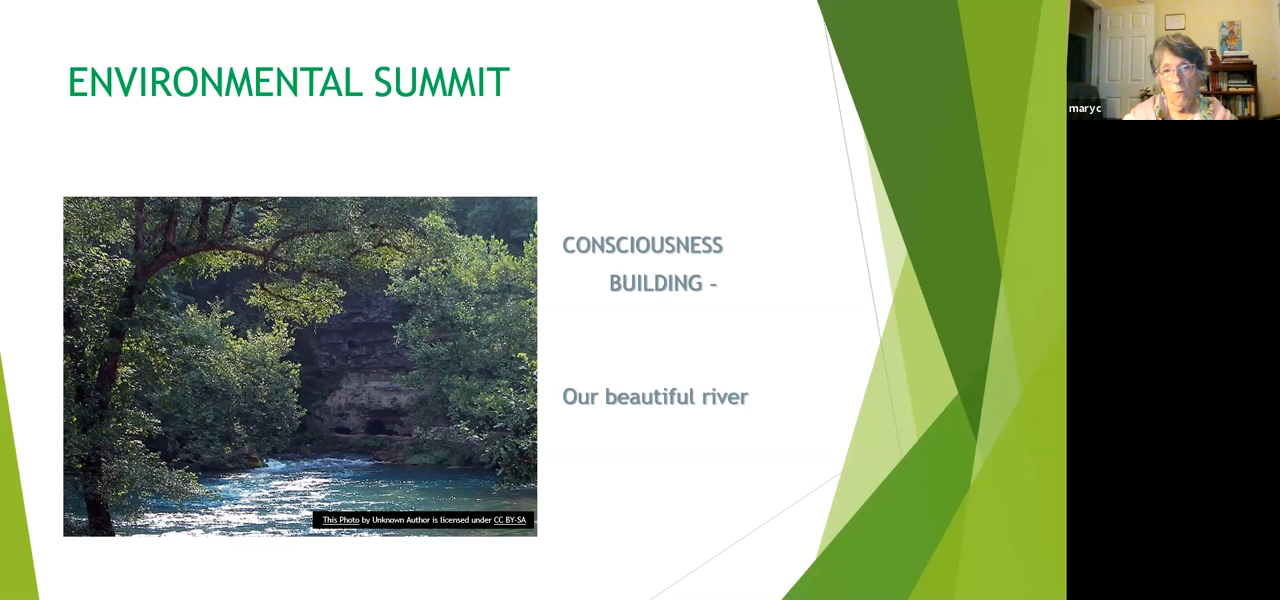 ENVIRONMENTAL SUMMIT
maryc
CONSCIOUSNESS
BUILDING –
Our beautiful river
This Photo by Unknown Author is licensed under CC BY-SA